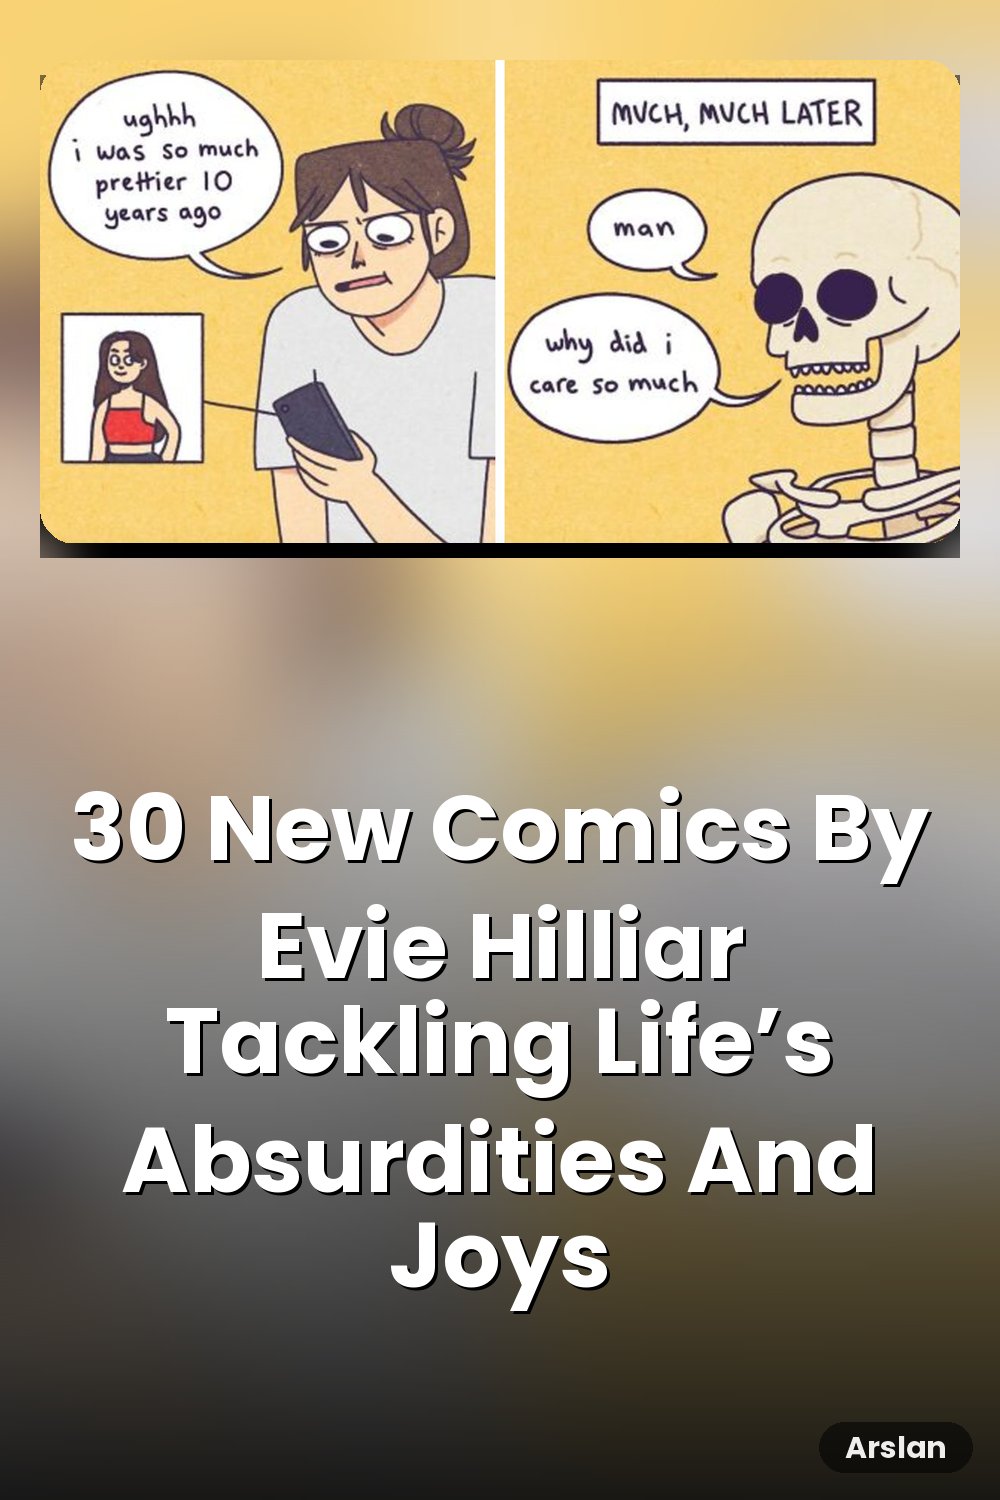 ughhh
i was so much
prettier 10
years ago
MUCH, MUCH LATER
man
why did i
care so much
30 New Comics By
Evie Hilliar
Tackling Life’s
Absurdities And
Joys
Arslan